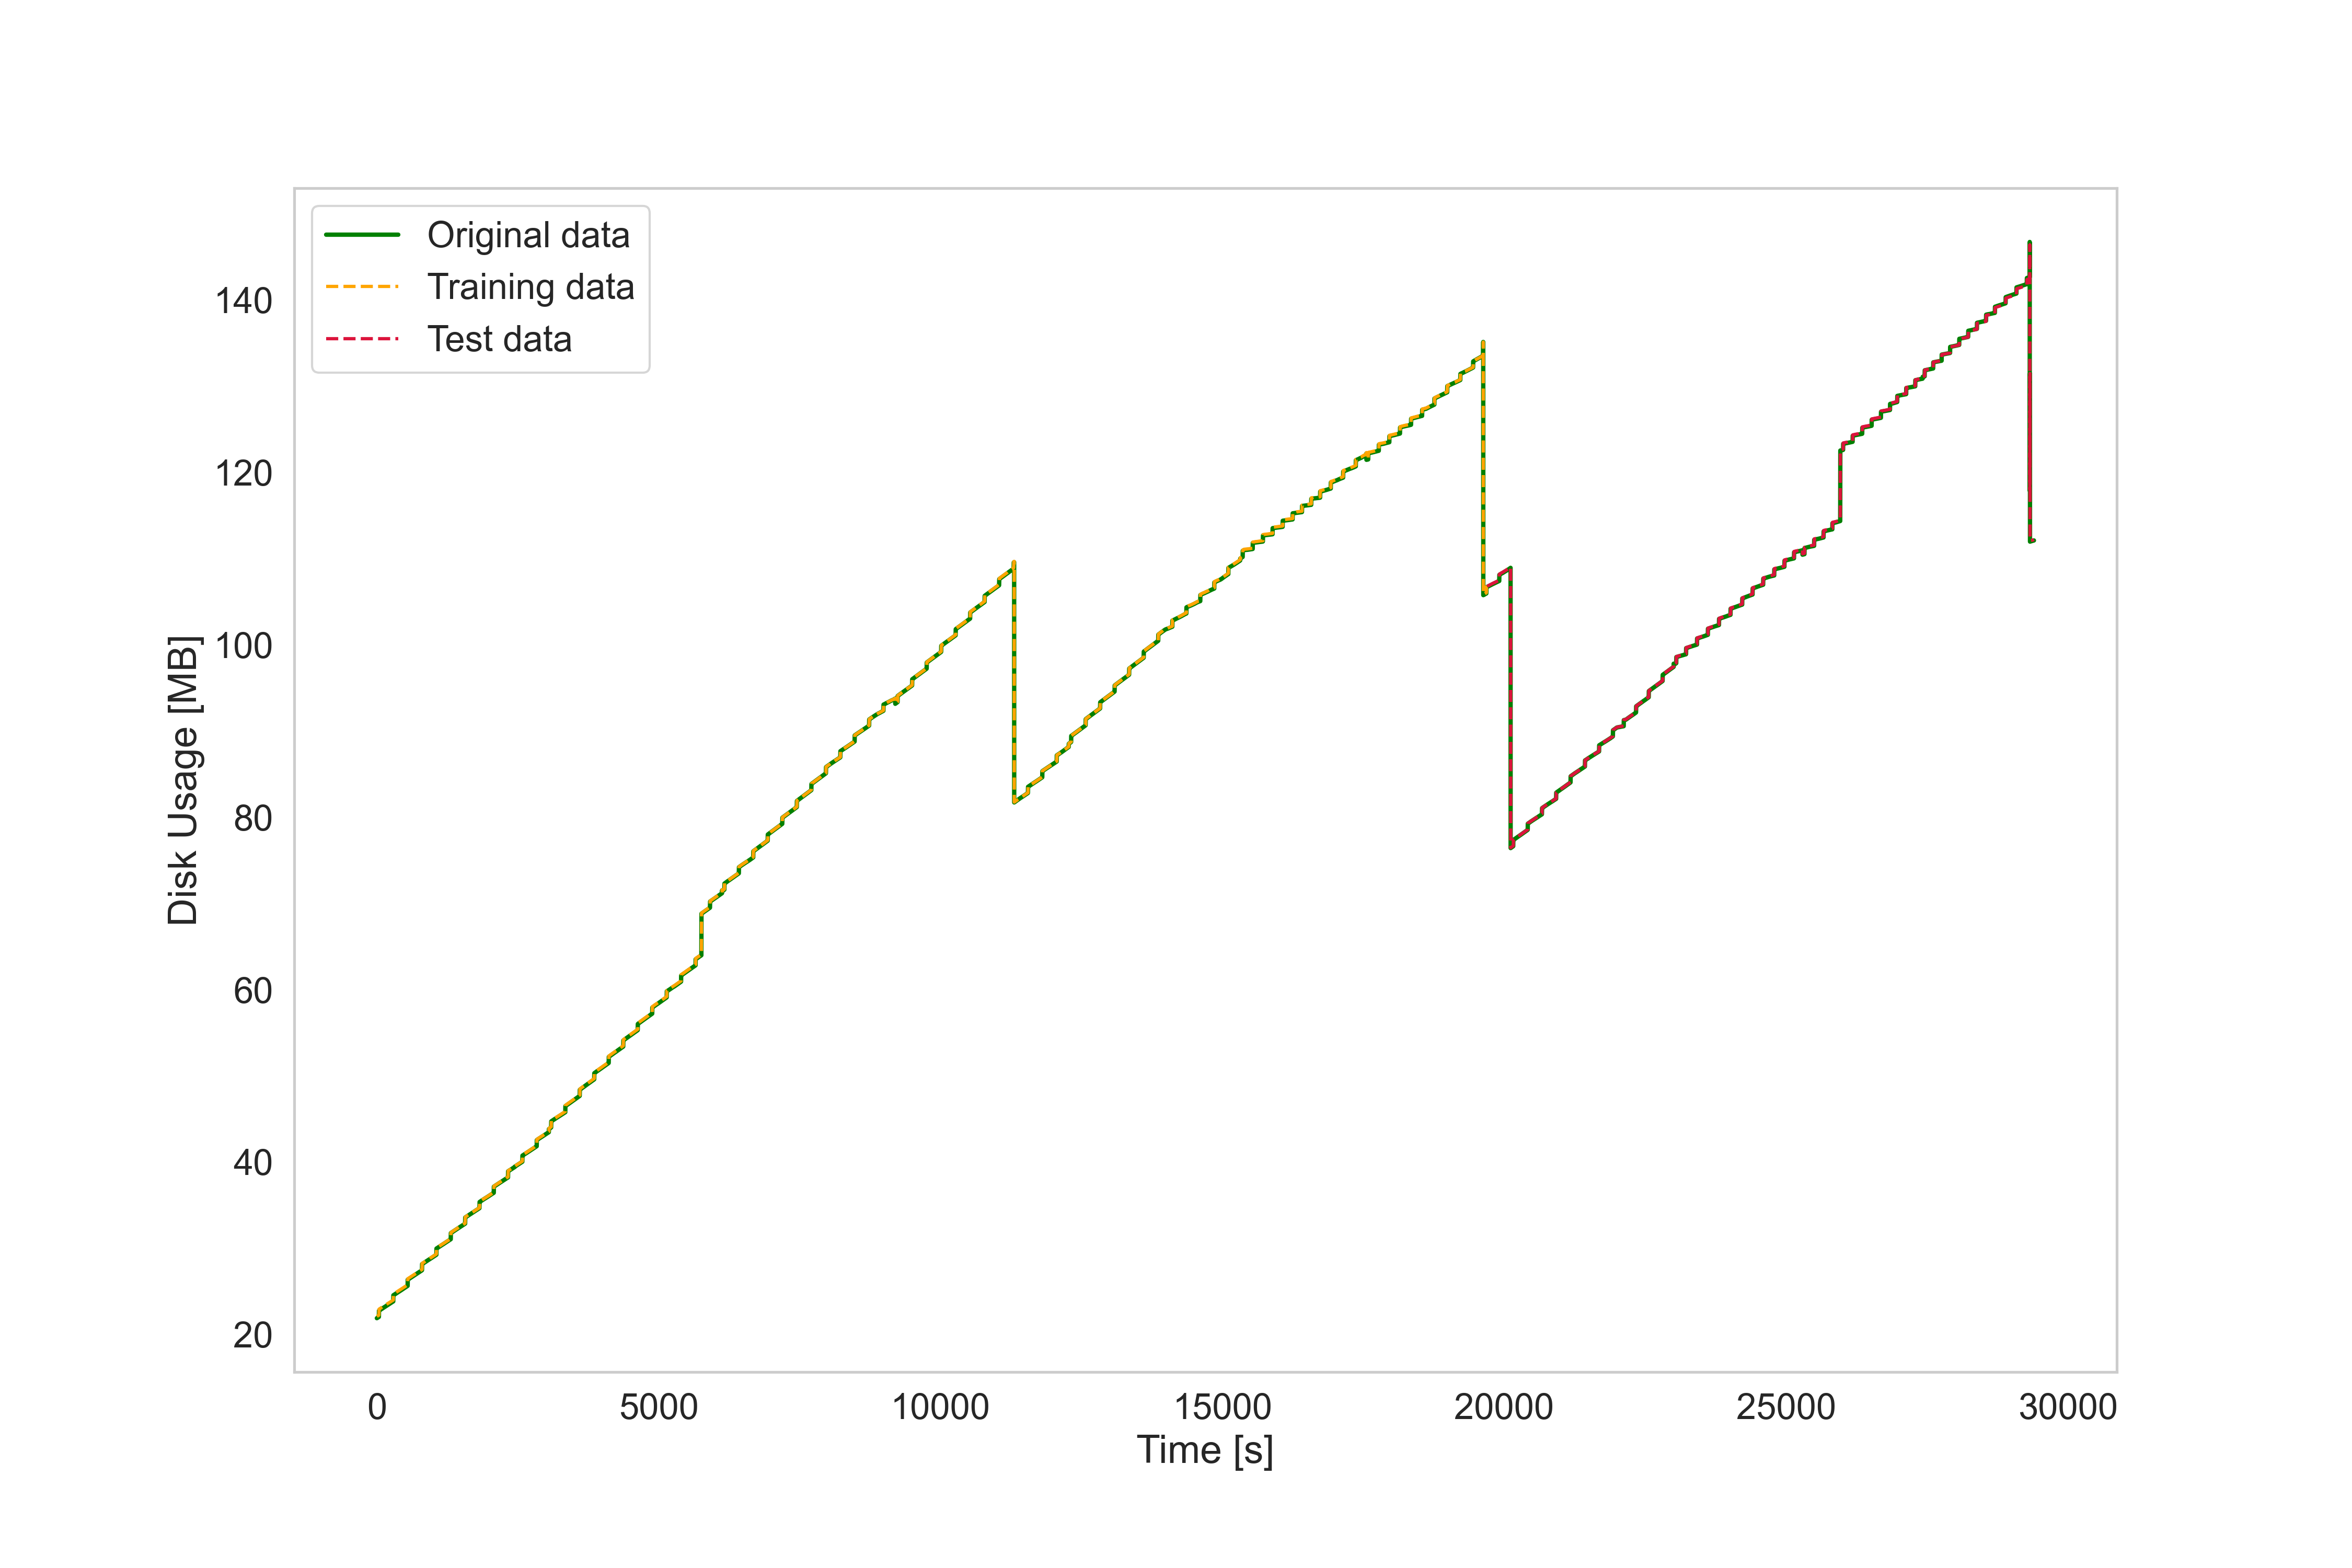 Original data
Training data
Test data
140
120
100
80
60
40
20
Disk Usage [MB]
0 5000 10000 15000 20000 25000 30000
Time [s]